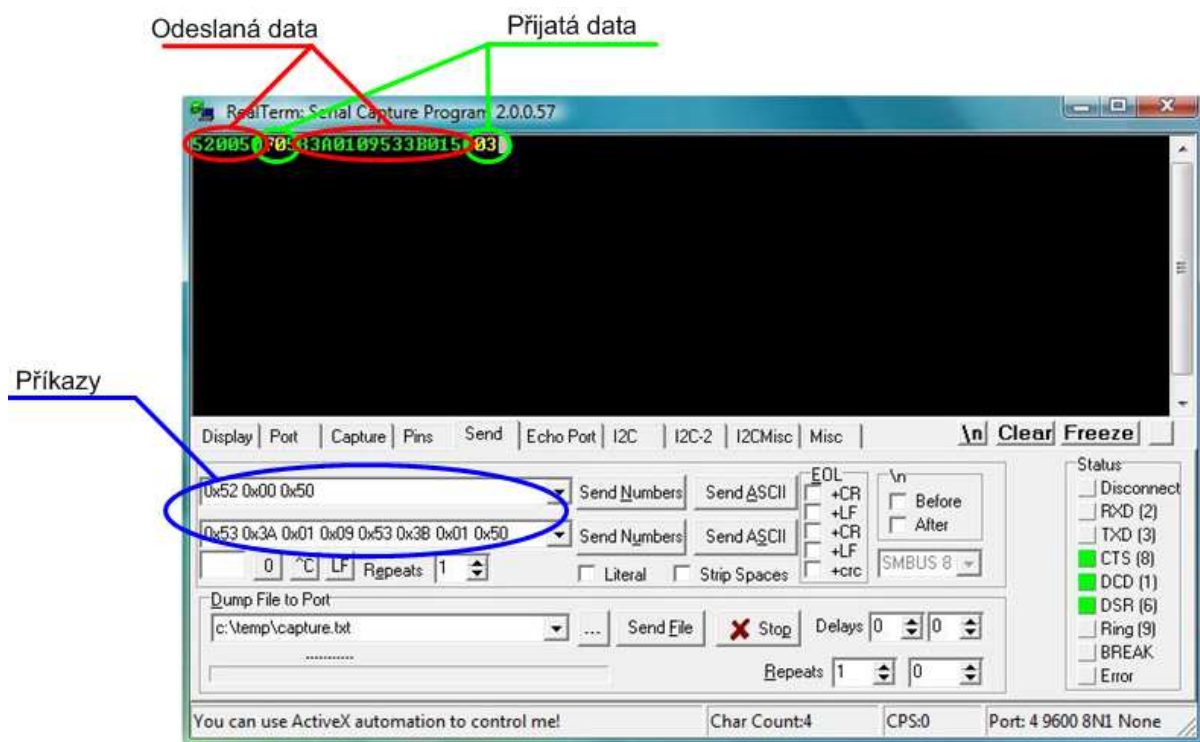 Odeslaná data
Přijatá data
RealTerm: Serial Capture Program 2.0.0.57
Příkazy
Display Port Capture Pins Send Echo Port I2C I2C-2 I2CMisc Misc \n Clear Freeze
0x52 0x00 0x50 Send Numbers Send ASCII
0x53 0x3A 0x01 0x09 0x53 0x3B 0x01 0x50 Send Numbers Send ASCII
EOL
+CR
+LF
+CR
+LF
+crc
\n
Before
After
SMBUS 8
0 ^C LF Repeats 1 Literal Strip Spaces
Dump File to Port
c:\temp\capture.txt ... Send File Stop Delays 0 0
Repeats 1 0
Status
Disconnect
RXD (2)
TXD (3)
CTS (8)
DCD (1)
DSR (6)
Ring (9)
BREAK
Error
You can use ActiveX automation to control me! Char Count:4 CPS:0 Port: 4 9600 8N1 None